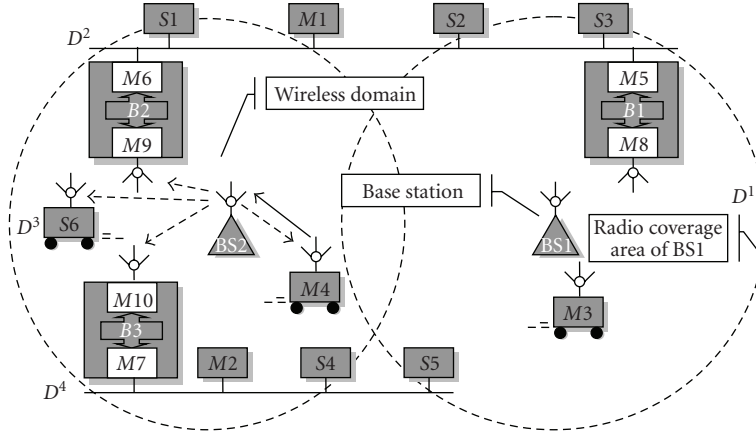 S1
M1
S2
S3
D²
M6
B2
M9
Wireless domain
M5
B1
M8
Base station
D¹
S6
D³
BS2
BS1
Radio coverage
area of BS1
M10
B3
M7
M4
M3
M2
S4
S5
D⁴